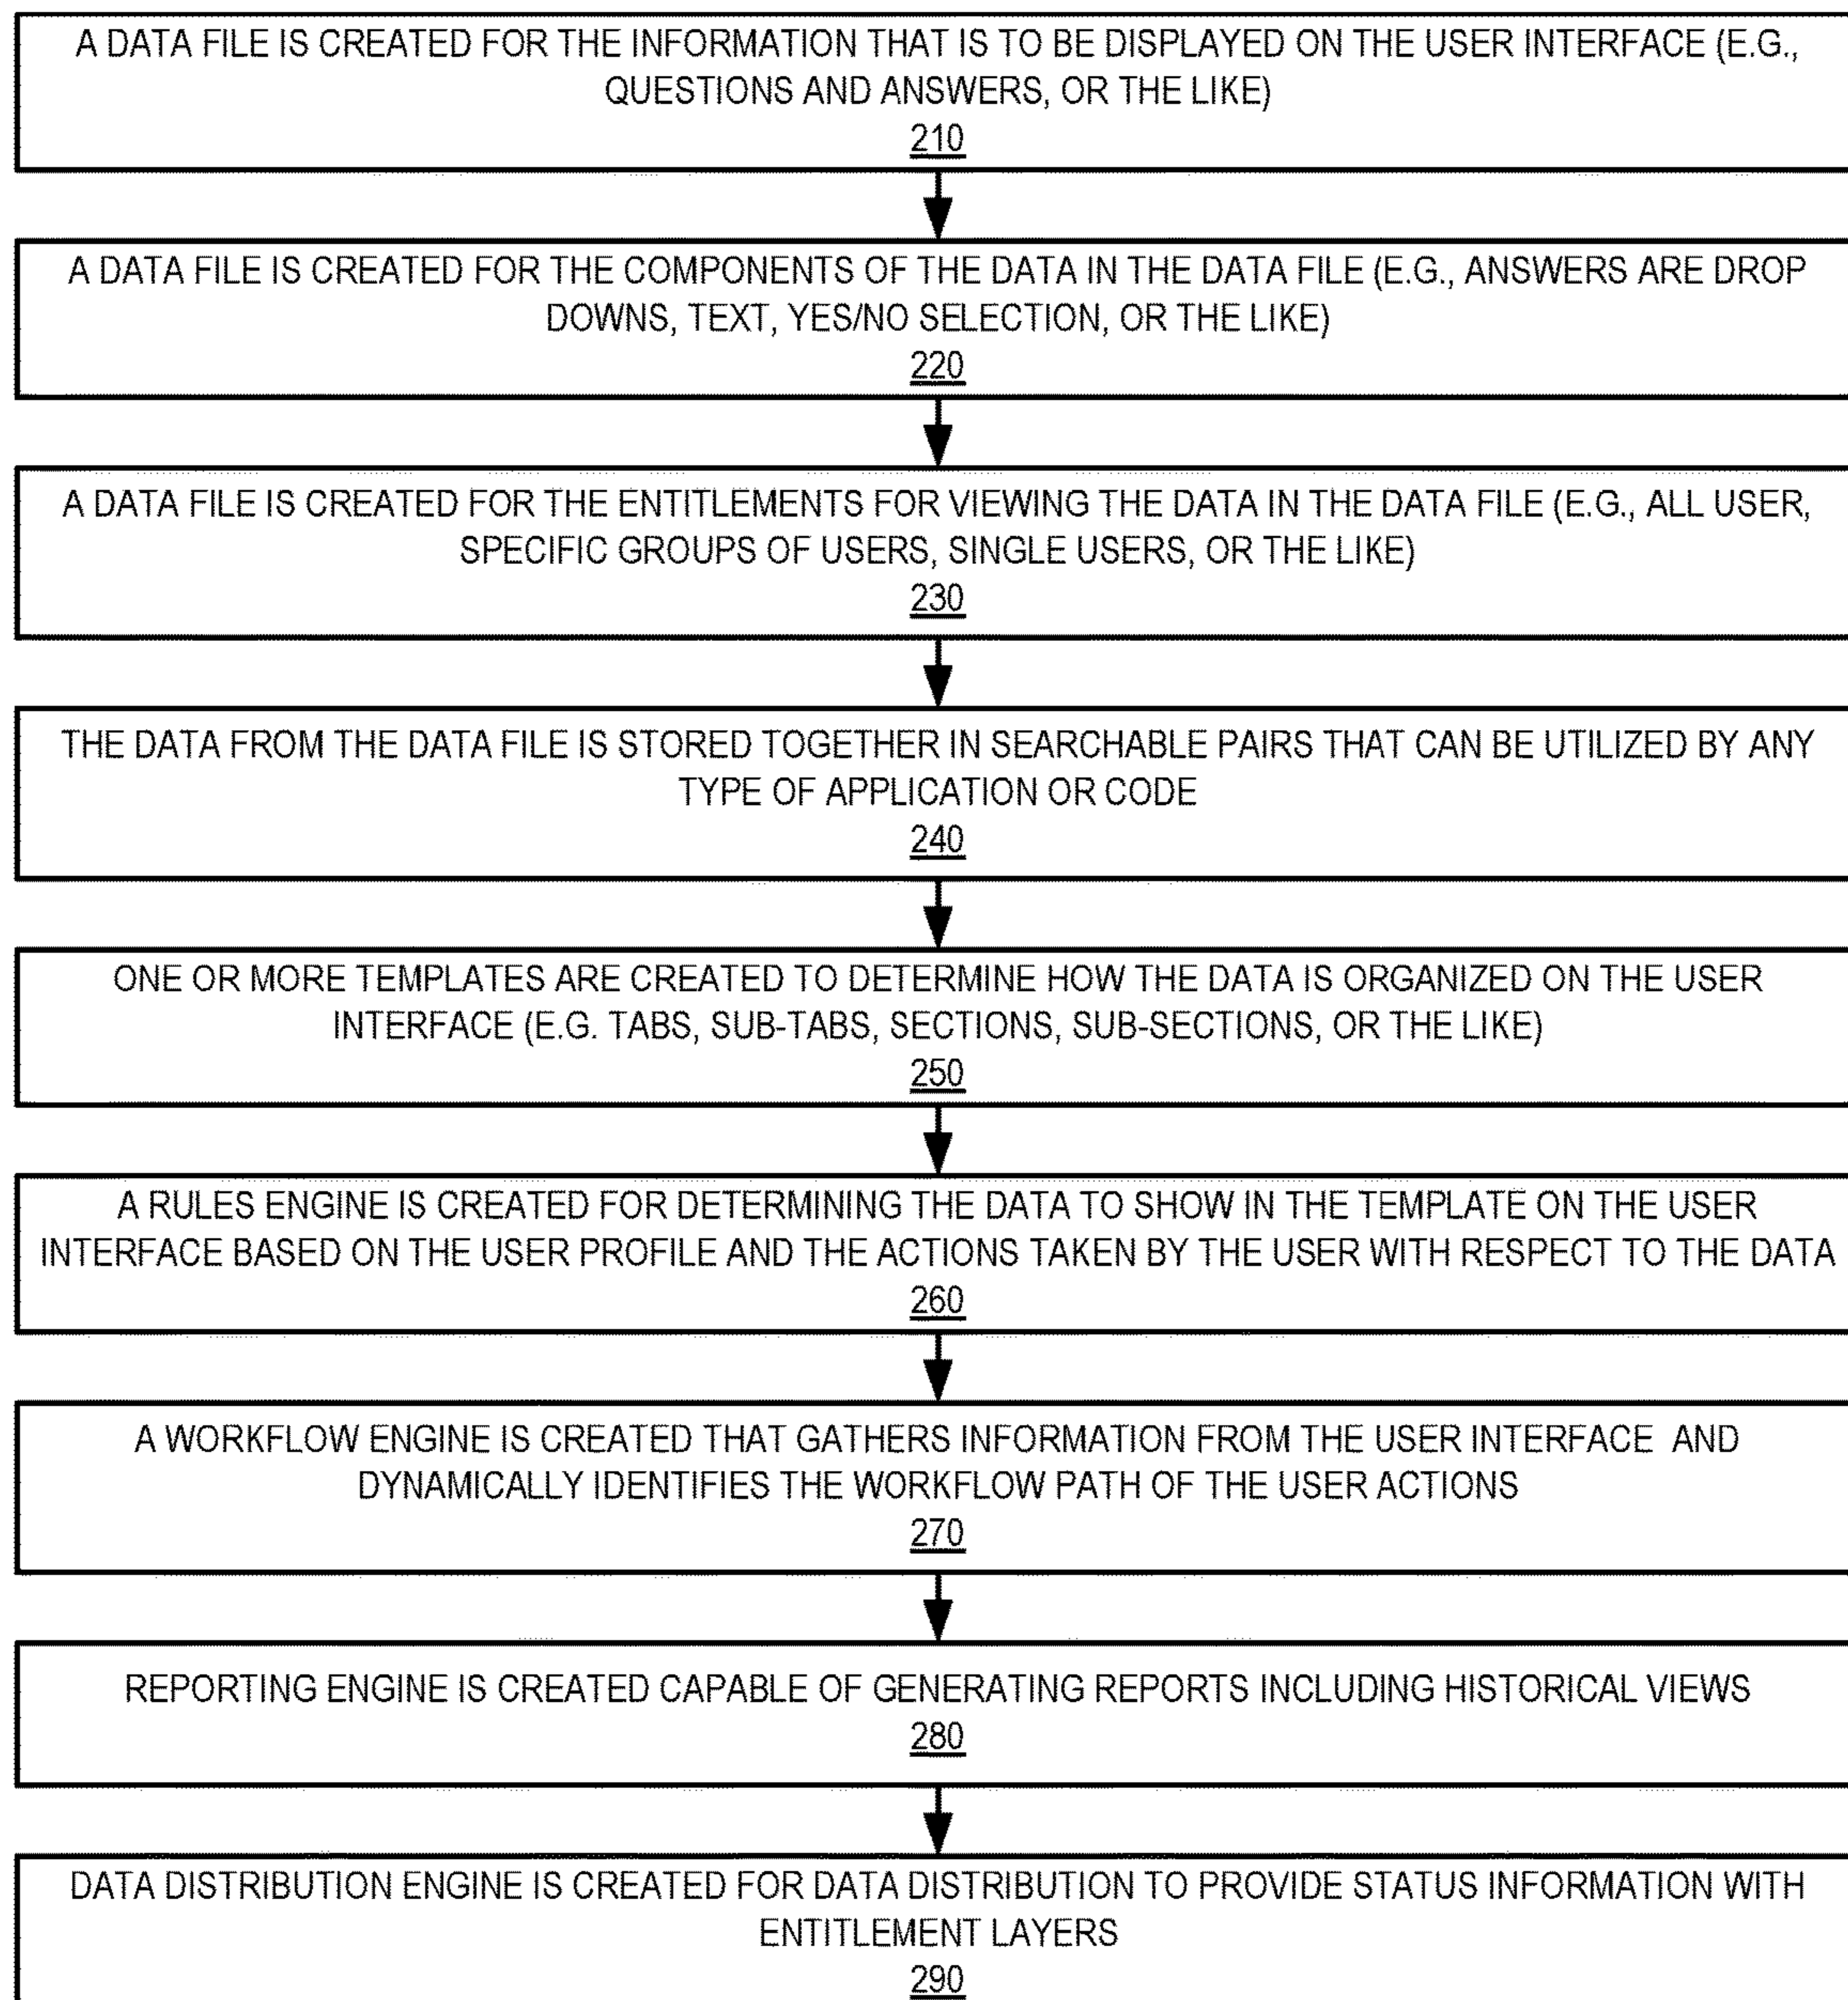 A DATA FILE IS CREATED FOR THE INFORMATION THAT IS TO BE DISPLAYED ON THE USER INTERFACE (E.G.,
QUESTIONS AND ANSWERS, OR THE LIKE)
210
A DATA FILE IS CREATED FOR THE COMPONENTS OF THE DATA IN THE DATA FILE (E.G., ANSWERS ARE DROP
DOWNS, TEXT, YES/NO SELECTION, OR THE LIKE)
220
A DATA FILE IS CREATED FOR THE ENTITLEMENTS FOR VIEWING THE DATA IN THE DATA FILE (E.G., ALL USER,
SPECIFIC GROUPS OF USERS, SINGLE USERS, OR THE LIKE)
230
THE DATA FROM THE DATA FILE IS STORED TOGETHER IN SEARCHABLE PAIRS THAT CAN BE UTILIZED BY ANY
TYPE OF APPLICATION OR CODE
240
ONE OR MORE TEMPLATES ARE CREATED TO DETERMINE HOW THE DATA IS ORGANIZED ON THE USER
INTERFACE (E.G. TABS, SUB-TABS, SECTIONS, SUB-SECTIONS, OR THE LIKE)
250
A RULES ENGINE IS CREATED FOR DETERMINING THE DATA TO SHOW IN THE TEMPLATE ON THE USER
INTERFACE BASED ON THE USER PROFILE AND THE ACTIONS TAKEN BY THE USER WITH RESPECT TO THE DATA
260
A WORKFLOW ENGINE IS CREATED THAT GATHERS INFORMATION FROM THE USER INTERFACE AND
DYNAMICALLY IDENTIFIES THE WORKFLOW PATH OF THE USER ACTIONS
270
REPORTING ENGINE IS CREATED CAPABLE OF GENERATING REPORTS INCLUDING HISTORICAL VIEWS
280
DATA DISTRIBUTION ENGINE IS CREATED FOR DATA DISTRIBUTION TO PROVIDE STATUS INFORMATION WITH
ENTITLEMENT LAYERS
290